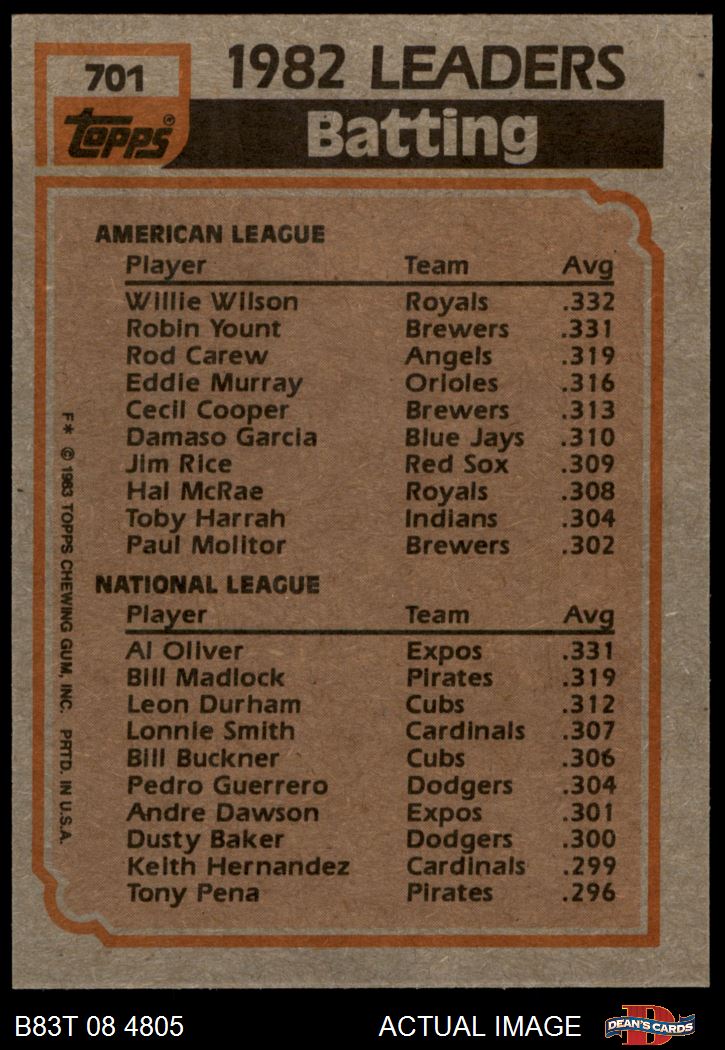 701
1982 LEADERS
topps®
Batting
AMERICAN LEAGUE
Player Team Avg
Willie Wilson Royals .332
Robin Yount Brewers .331
Rod Carew Angels .319
Eddie Murray Orioles .316
Cecil Cooper Brewers .313
Damaso Garcia Blue Jays .310
Jim Rice Red Sox .309
Hal McRae Royals .308
Toby Harrah Indians .304
Paul Molitor Brewers .302
NATIONAL LEAGUE
Player Team Avg
Al Oliver Expos .331
Bill Madlock Pirates .319
Leon Durham Cubs .312
Lonnie Smith Cardinals .307
Bill Buckner Cubs .306
Pedro Guerrero Dodgers .304
Andre Dawson Expos .301
Dusty Baker Dodgers .300
Keith Hernandez Cardinals .299
Tony Pena Pirates .296
F* © 1983 TOPPS CHEWING GUM, INC. PRTD. IN U.S.A.
B83T 08 4805 ACTUAL IMAGE
D
DEAN'S CARDS